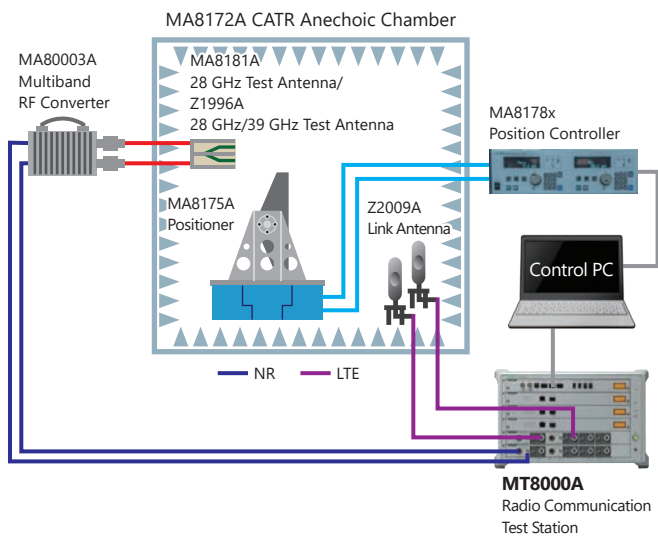 MA8172A CATR Anechoic Chamber
MA80003A
Multiband
RF Converter
MA8181A
28 GHz Test Antenna/
Z1996A
28 GHz/39 GHz Test Antenna
MA8178x
Position Controller
MA8175A
Positioner
Z2009A
Link Antenna
Control PC
NR
LTE
MT8000A
Radio Communication
Test Station